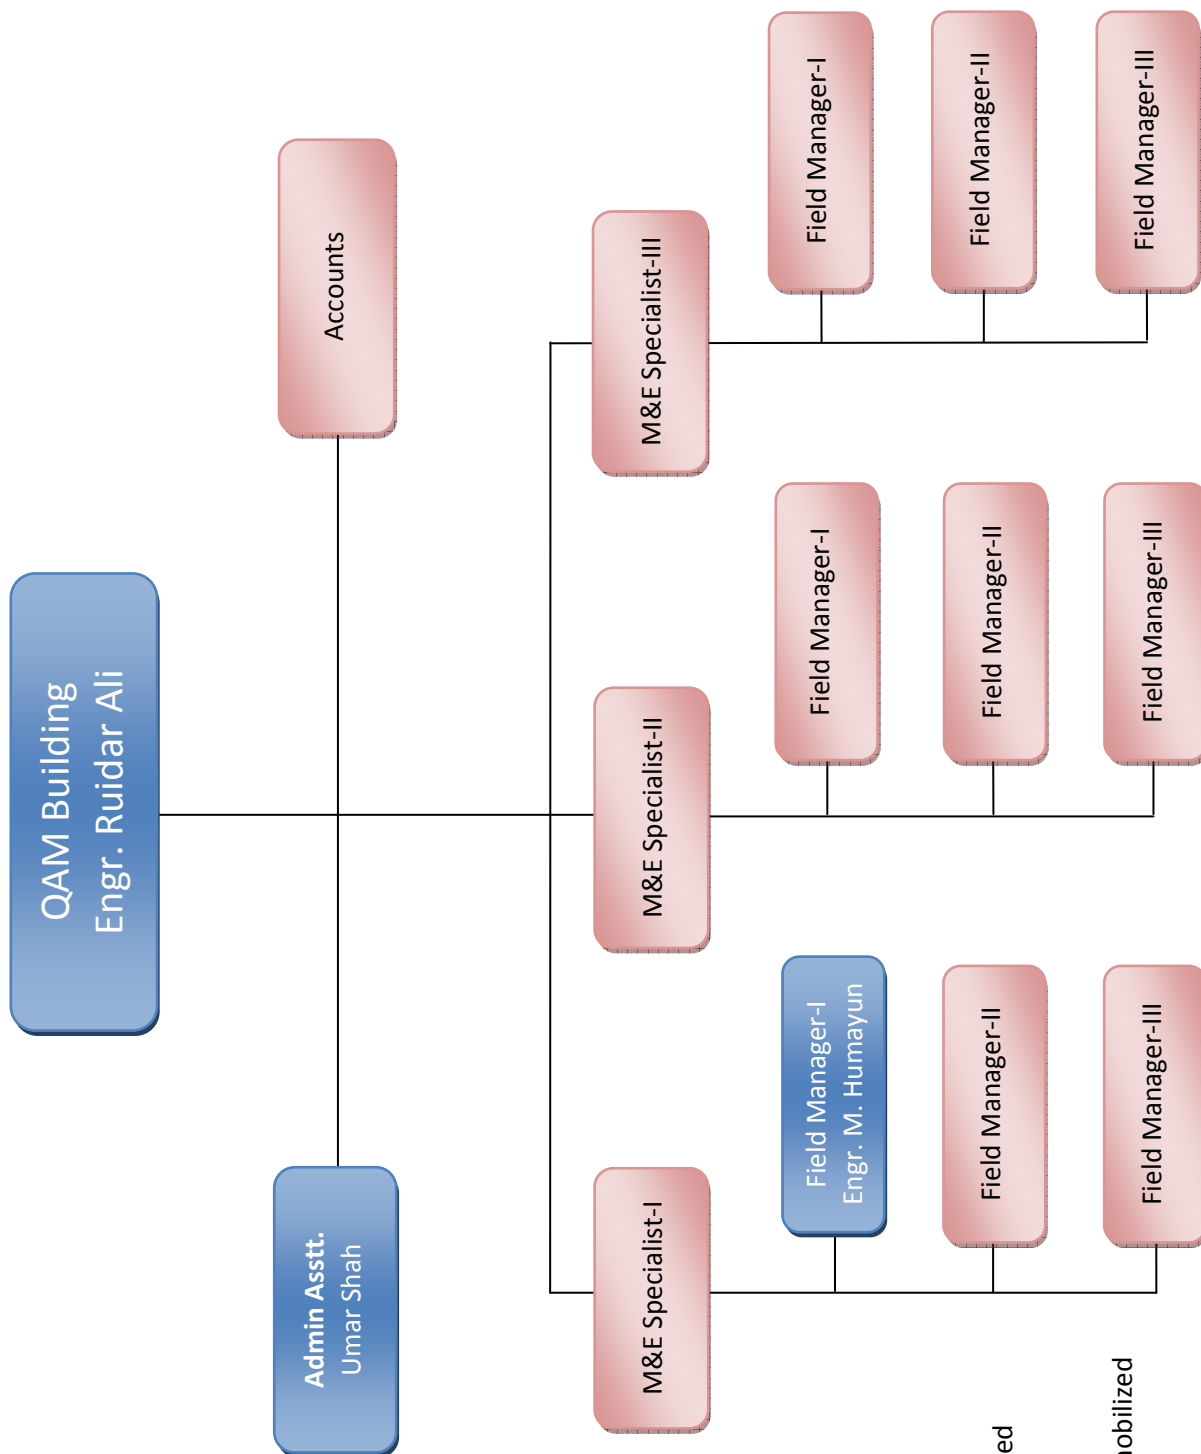 QAM Building
Engr. Ruidar Ali
Admin Asstt.
Umar Shah
Accounts
M&E Specialist-I
M&E Specialist-II
M&E Specialist-III
Field Manager-I
Engr. M. Humayun
Field Manager-I
Field Manager-I
Field Manager-II
Field Manager-II
Field Manager-II
Field Manager-III
Field Manager-III
Field Manager-III